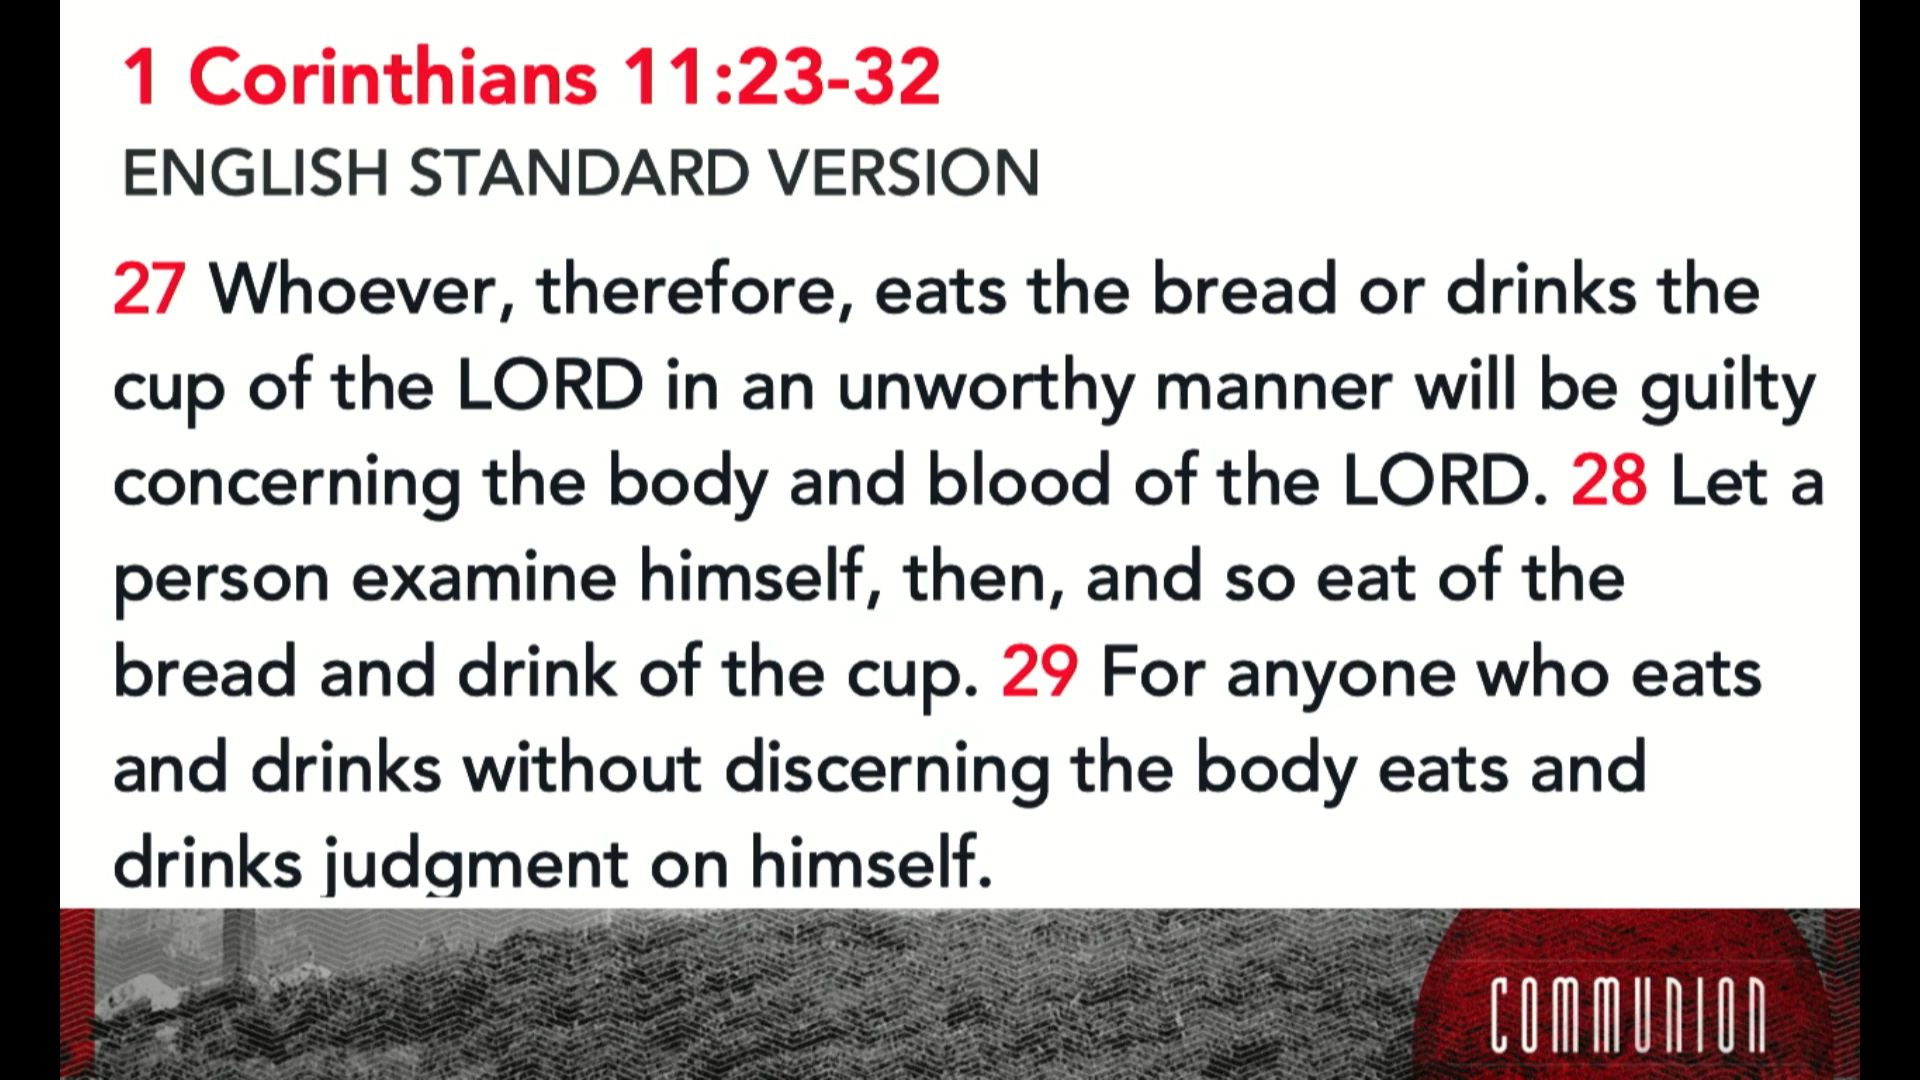 1 Corinthians 11:23-32
ENGLISH STANDARD VERSION
27 Whoever, therefore, eats the bread or drinks the
cup of the LORD in an unworthy manner will be guilty
concerning the body and blood of the LORD. 28 Let a
person examine himself, then, and so eat of the
bread and drink of the cup. 29 For anyone who eats
and drinks without discerning the body eats and
drinks judgment on himself.
COMMUNION